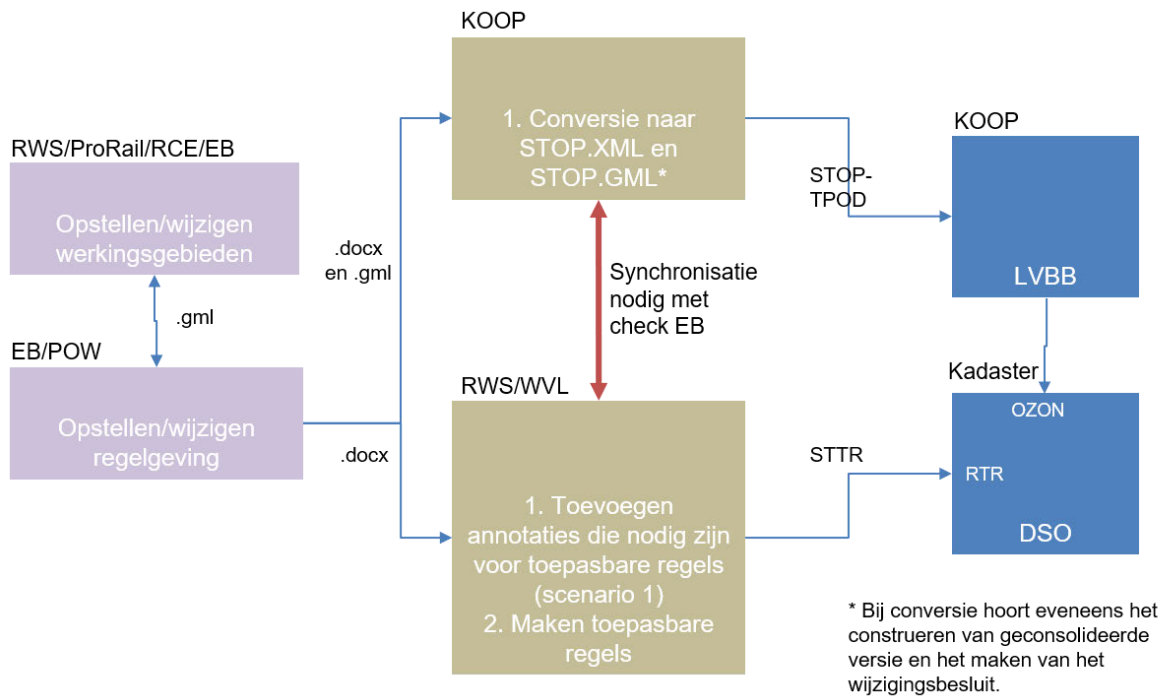 KOOP
1. Conversie naar
STOP.XML en
STOP.GML*
RWS/ProRail/RCE/EB
Opstellen/wijzigen
werkingsgebieden
.gml
EB/POW
Opstellen/wijzigen
regelgeving
.docx
en .gml
.docx
Synchronisatie
nodig met
check EB
RWS/WVL
1. Toevoegen
annotaties die nodig zijn
voor toepasbare regels
(scenario 1)
2. Maken toepasbare
regels
STOP-
TPOD
KOOP
LVBB
Kadaster
OZON
STTR
RTR
DSO
* Bij conversie hoort eveneens het
construeren van geconsolideerde
versie en het maken van het
wijzigingsbesluit.